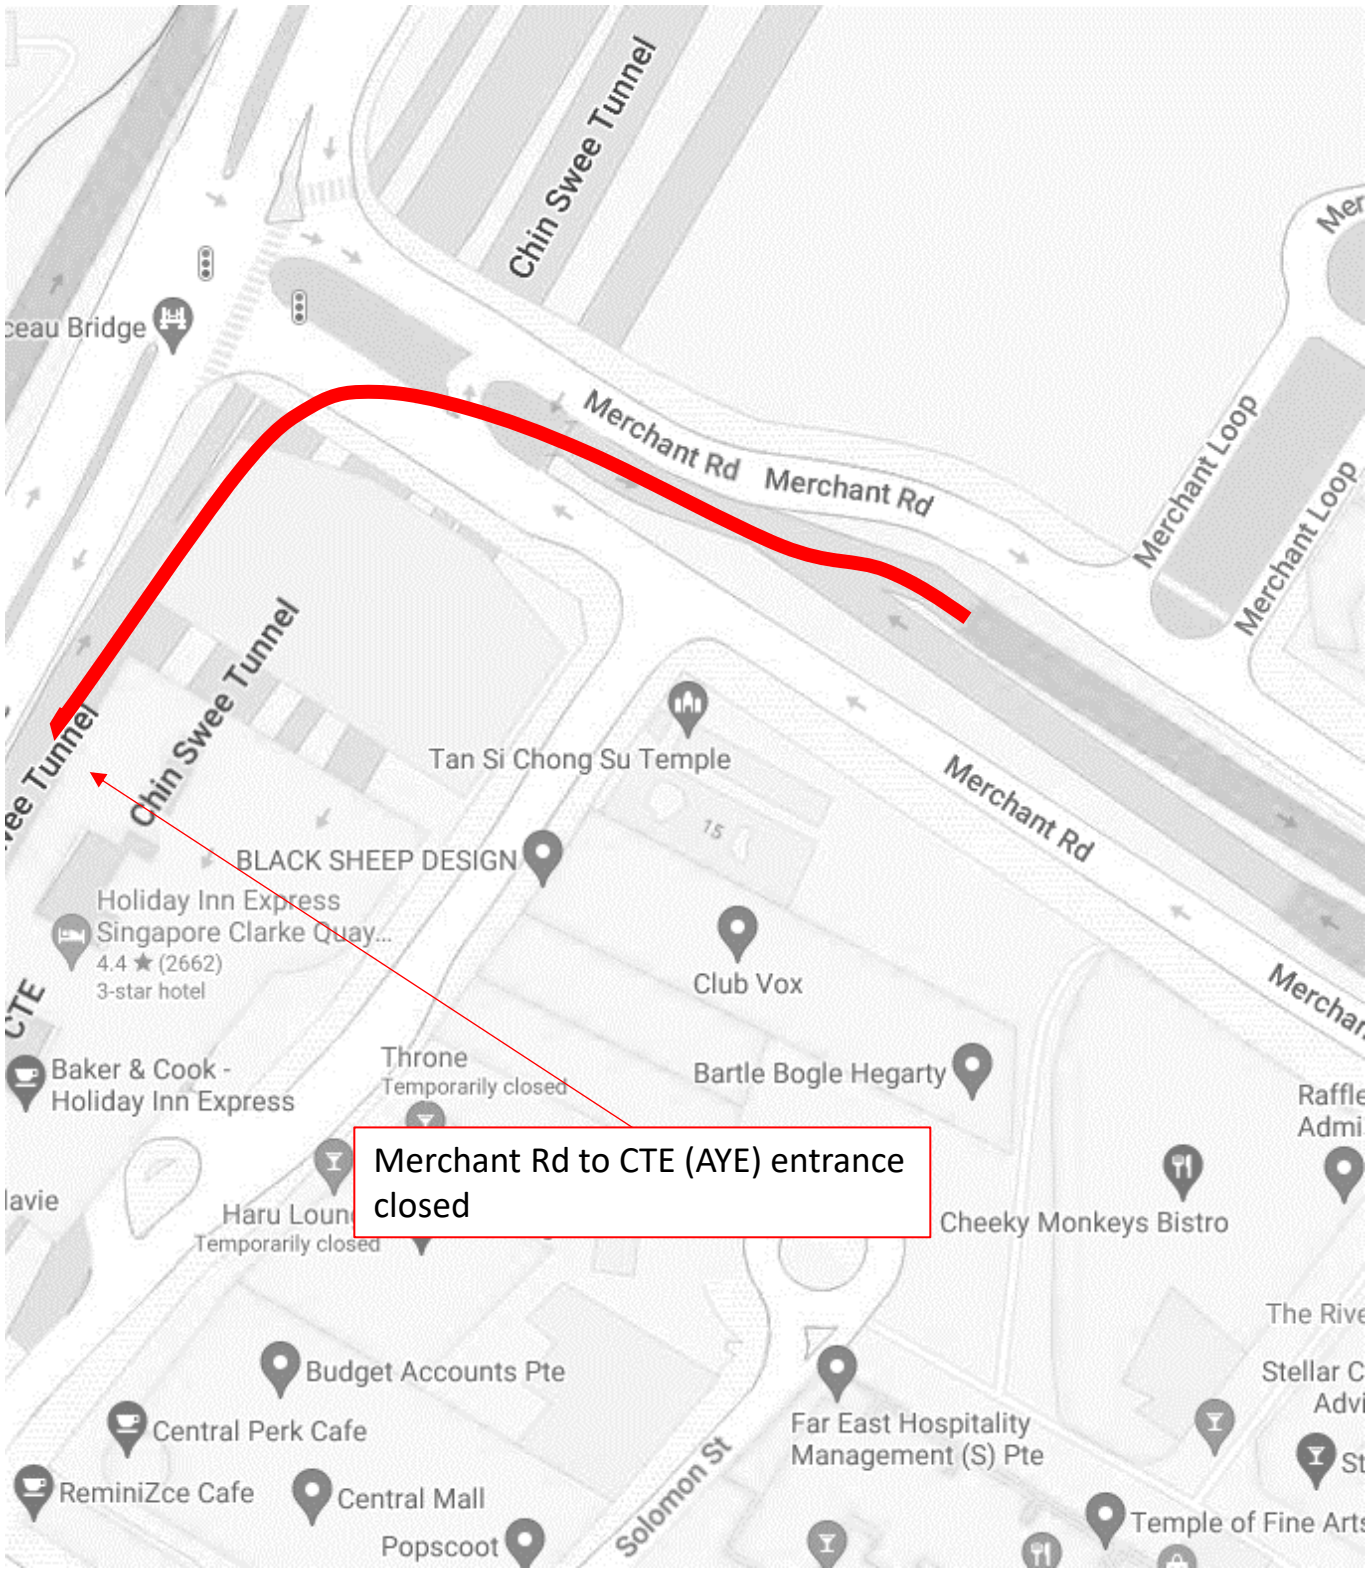 Chin Swee Tunnel
Mer
ceau Bridge
Merchant Rd
Merchant Rd
Merchant Loop
Merchant Loop
Chin Swee Tunnel
wee Tunnel
Tan Si Chong Su Temple
Merchant Rd
15
BLACK SHEEP DESIGN
Holiday Inn Express
Singapore Clarke Quay...
4.4 ★ (2662)
3-star hotel
Club Vox
CTE
Merchan
Throne
Temporarily closed
Baker & Cook -
Holiday Inn Express
Bartle Bogle Hegarty
Raffle
Admi
Merchant Rd to CTE (AYE) entrance
closed
lavie
Haru Loun
Temporarily closed
Cheeky Monkeys Bistro
The Rive
Budget Accounts Pte
Stellar C
Advi
Central Perk Cafe
Far East Hospitality
Management (S) Pte
St
ReminiZce Cafe
Central Mall
Solomon St
Popscoot
Temple of Fine Arts